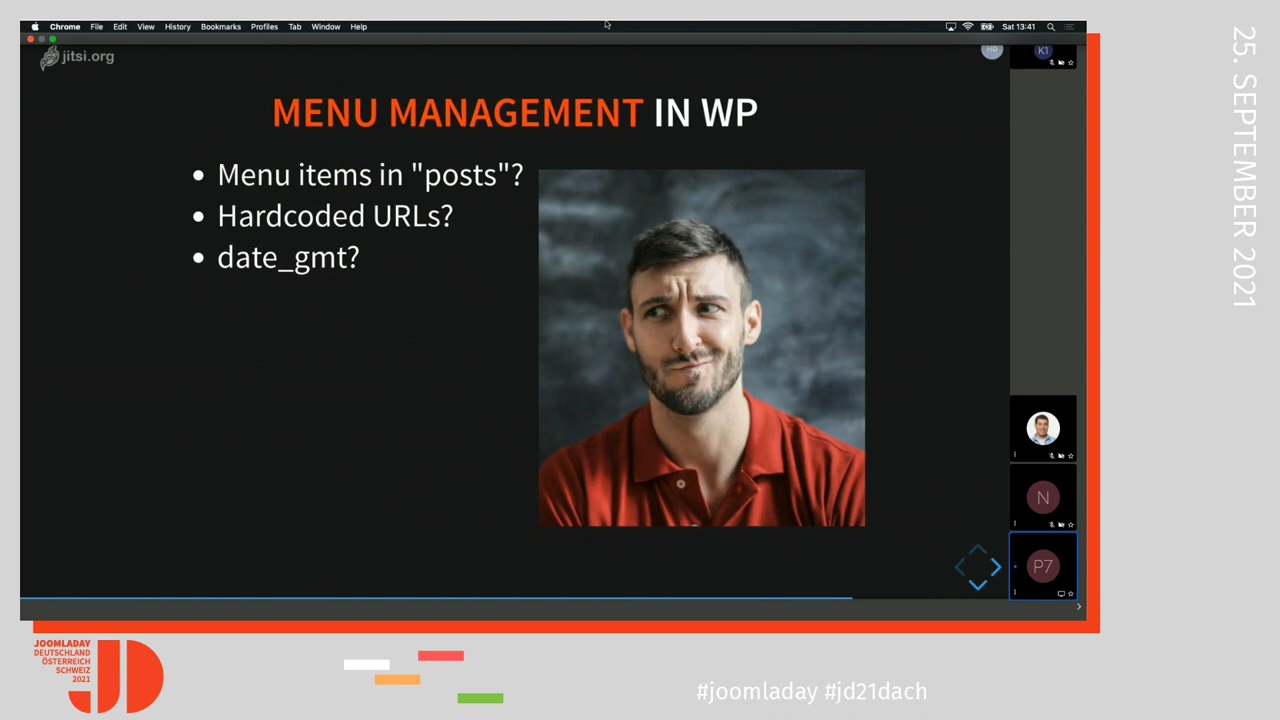 Chrome File Edit View History Bookmarks Profiles Tab Window Help
Sat 13:41
jitsi.org
HD
K1
MENU MANAGEMENT IN WP
• Menu items in "posts"?
• Hardcoded URLs?
• date_gmt?
N
P7
25. SEPTEMBER 2021
JOOMLADAY
DEUTSCHLAND
ÖSTERREICH
SCHWEIZ
2021
JD
#joomladay #jd21dach